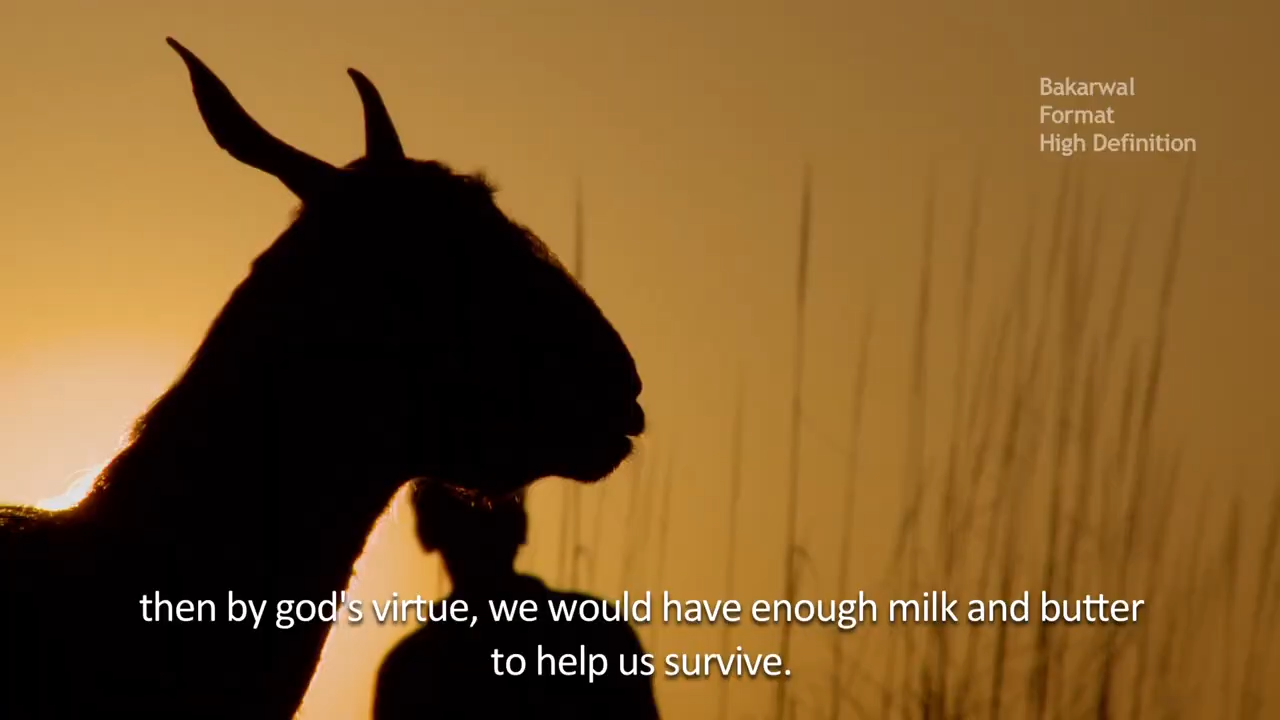 Bakarwal
Format
High Definition
then by god's virtue, we would have enough milk and butter
to help us survive.